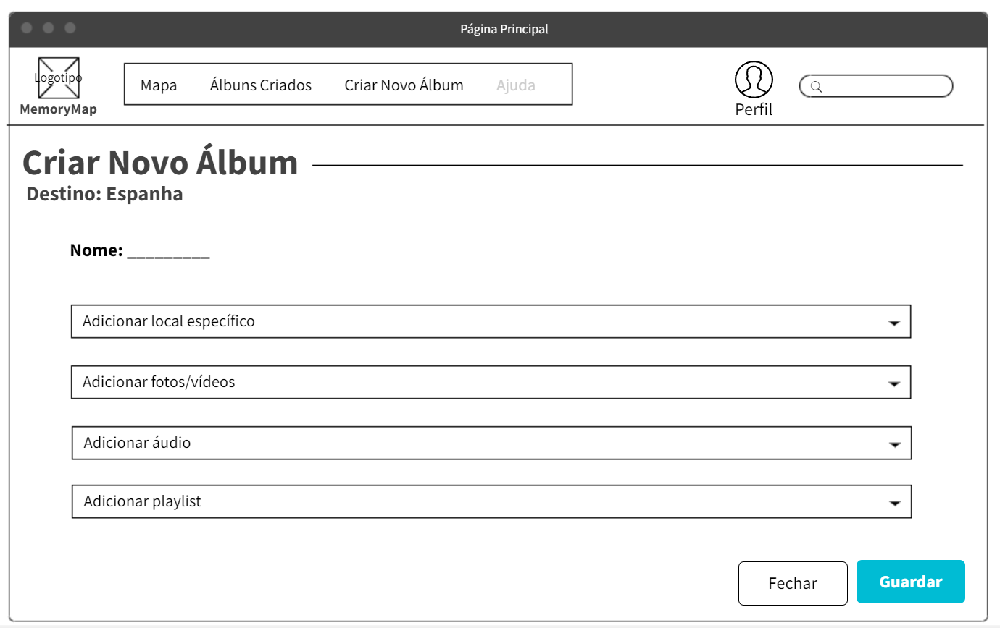 Página Principal
Logotipo
MemoryMap
Mapa Álbuns Criados Criar Novo Álbum Ajuda
Perfil
Criar Novo Álbum
Destino: Espanha
Nome: _________
Adicionar local específico
Adicionar fotos/vídeos
Adicionar áudio
Adicionar playlist
Fechar Guardar